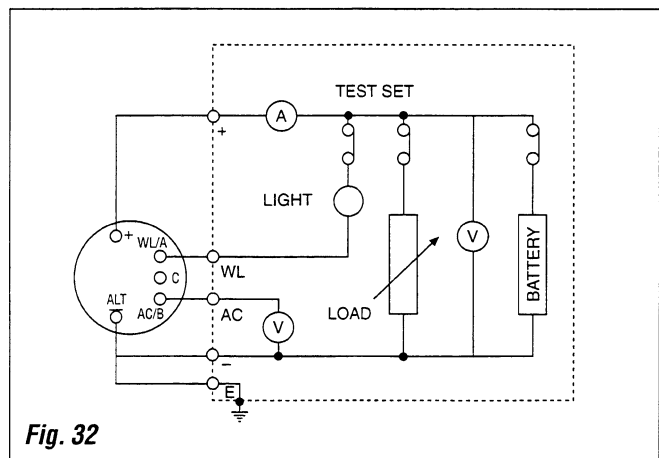 TEST SET
A
+
LIGHT
+
WL/A
WL
C
V
BATTERY
ALT
−
AC/B
AC
V
LOAD
−
E
Fig. 32